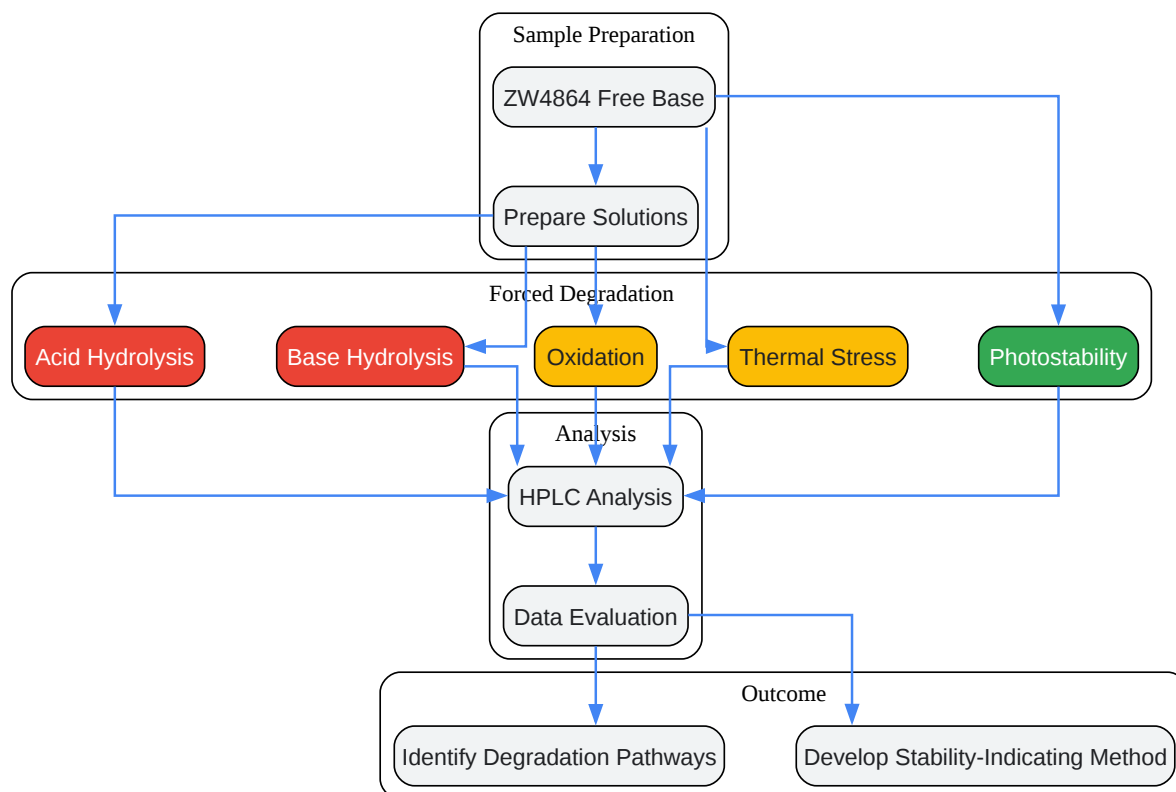 Sample Preparation
ZW4864 Free Base
Prepare Solutions
Forced Degradation
Acid Hydrolysis
Base Hydrolysis
Oxidation
Thermal Stress
Photostability
Analysis
HPLC Analysis
Data Evaluation
Outcome
Identify Degradation Pathways
Develop Stability-Indicating Method